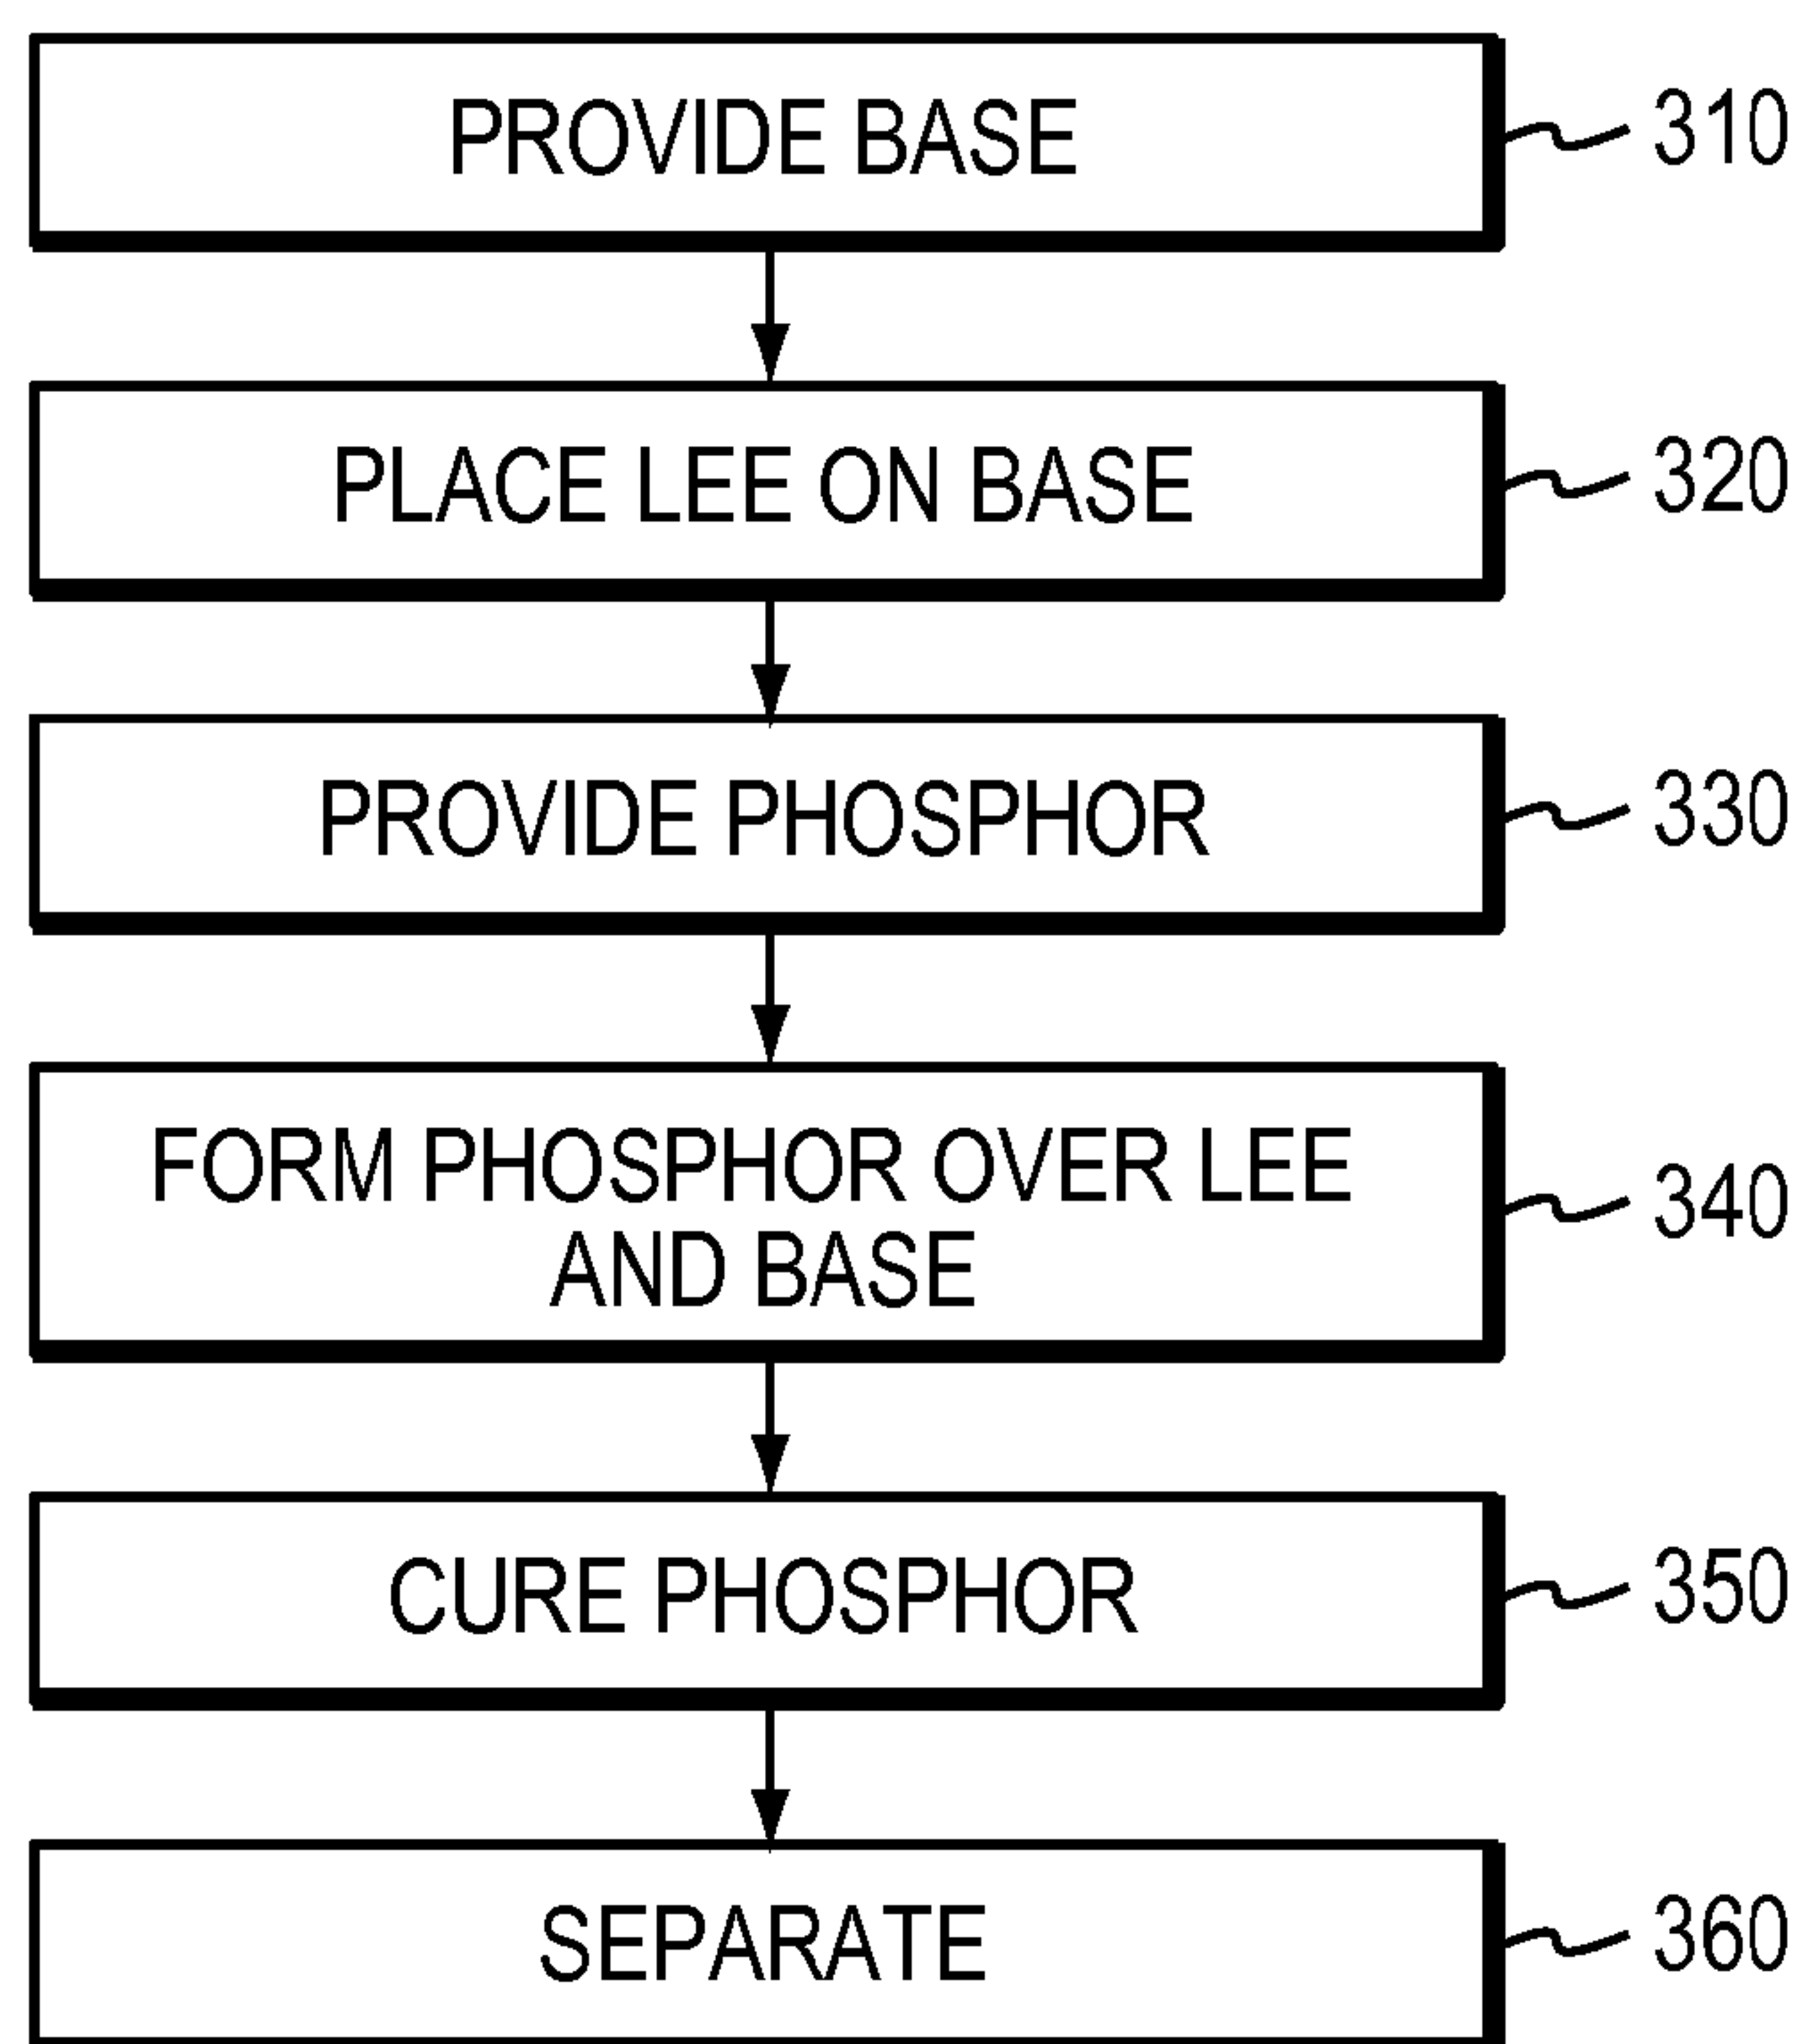 PROVIDE BASE
310
PLACE LEE ON BASE
320
PROVIDE PHOSPHOR
330
FORM PHOSPHOR OVER LEE
AND BASE
340
CURE PHOSPHOR
350
SEPARATE
360